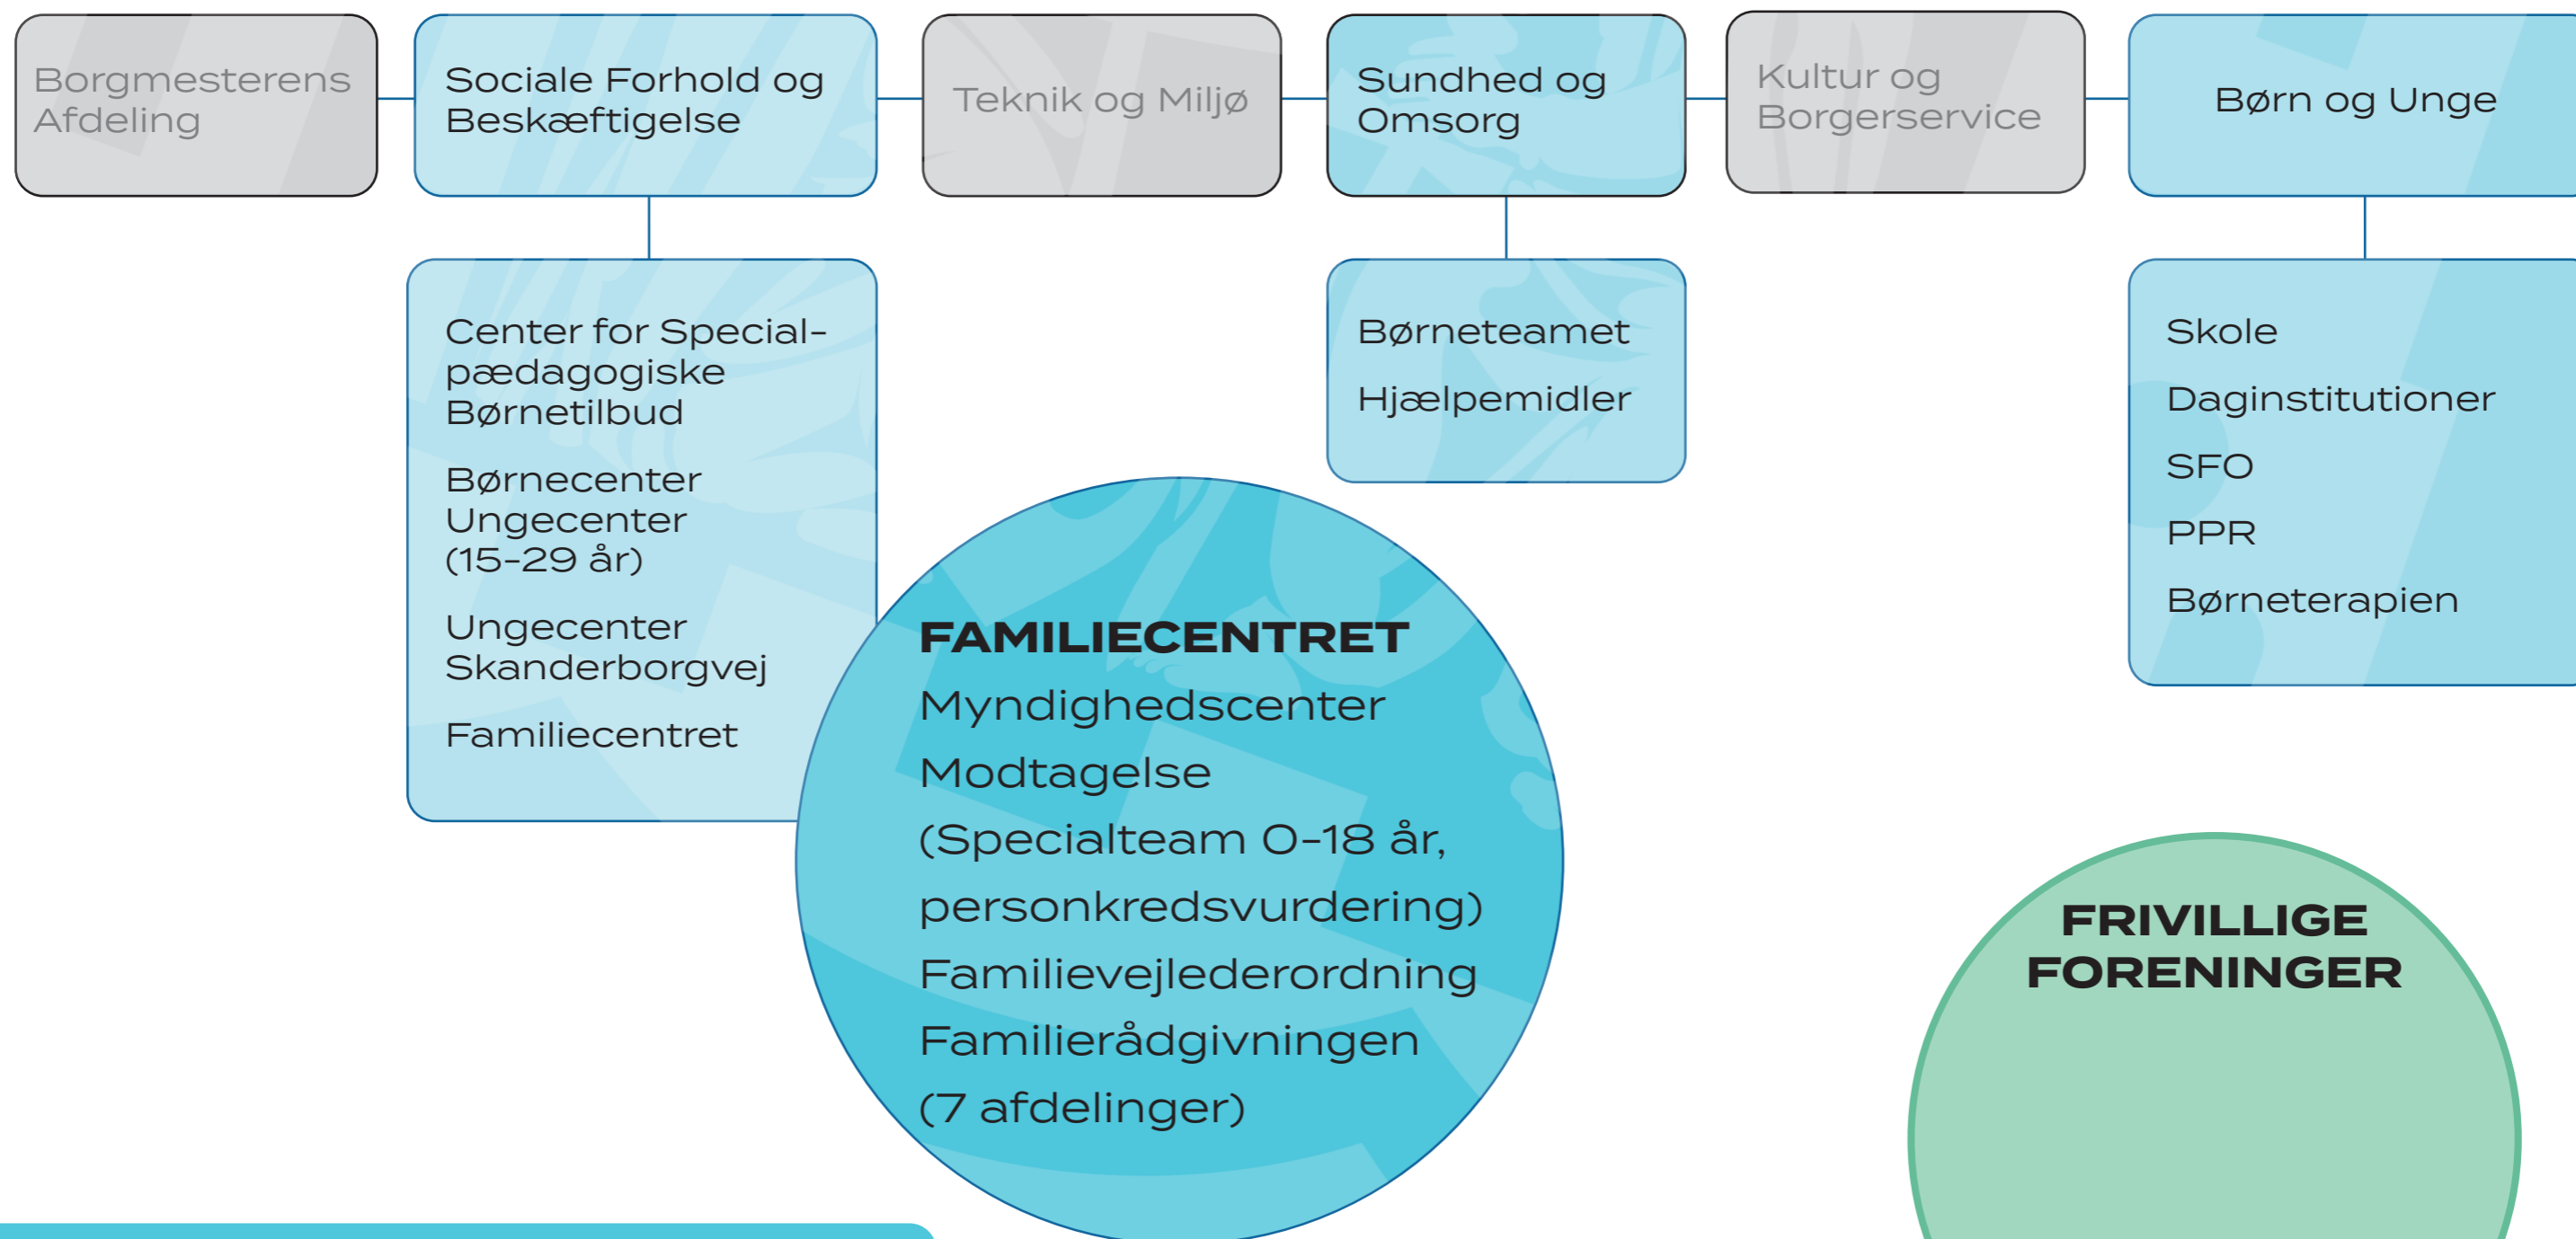 Borgmesterens
Afdeling
Sociale Forhold og
Beskæftigelse
Teknik og Miljø
Sundhed og
Omsorg
Kultur og
Borgerservice
Børn og Unge
Center for Special-
pædagogiske
Børnetilbud
Børnecenter
Ungecenter
(15-29 år)
Ungecenter
Skanderborgvej
Familiecentret
Børneteamet
Hjælpemidler
Skole
Daginstitutioner
SFO
PPR
Børneterapien
FAMILIECENTRET
Myndighedscenter
Modtagelse
(Specialteam 0-18 år,
personkredsvurdering)
Familievejlederordning
Familierådgivningen
(7 afdelinger)
FRIVILLIGE
FORENINGER